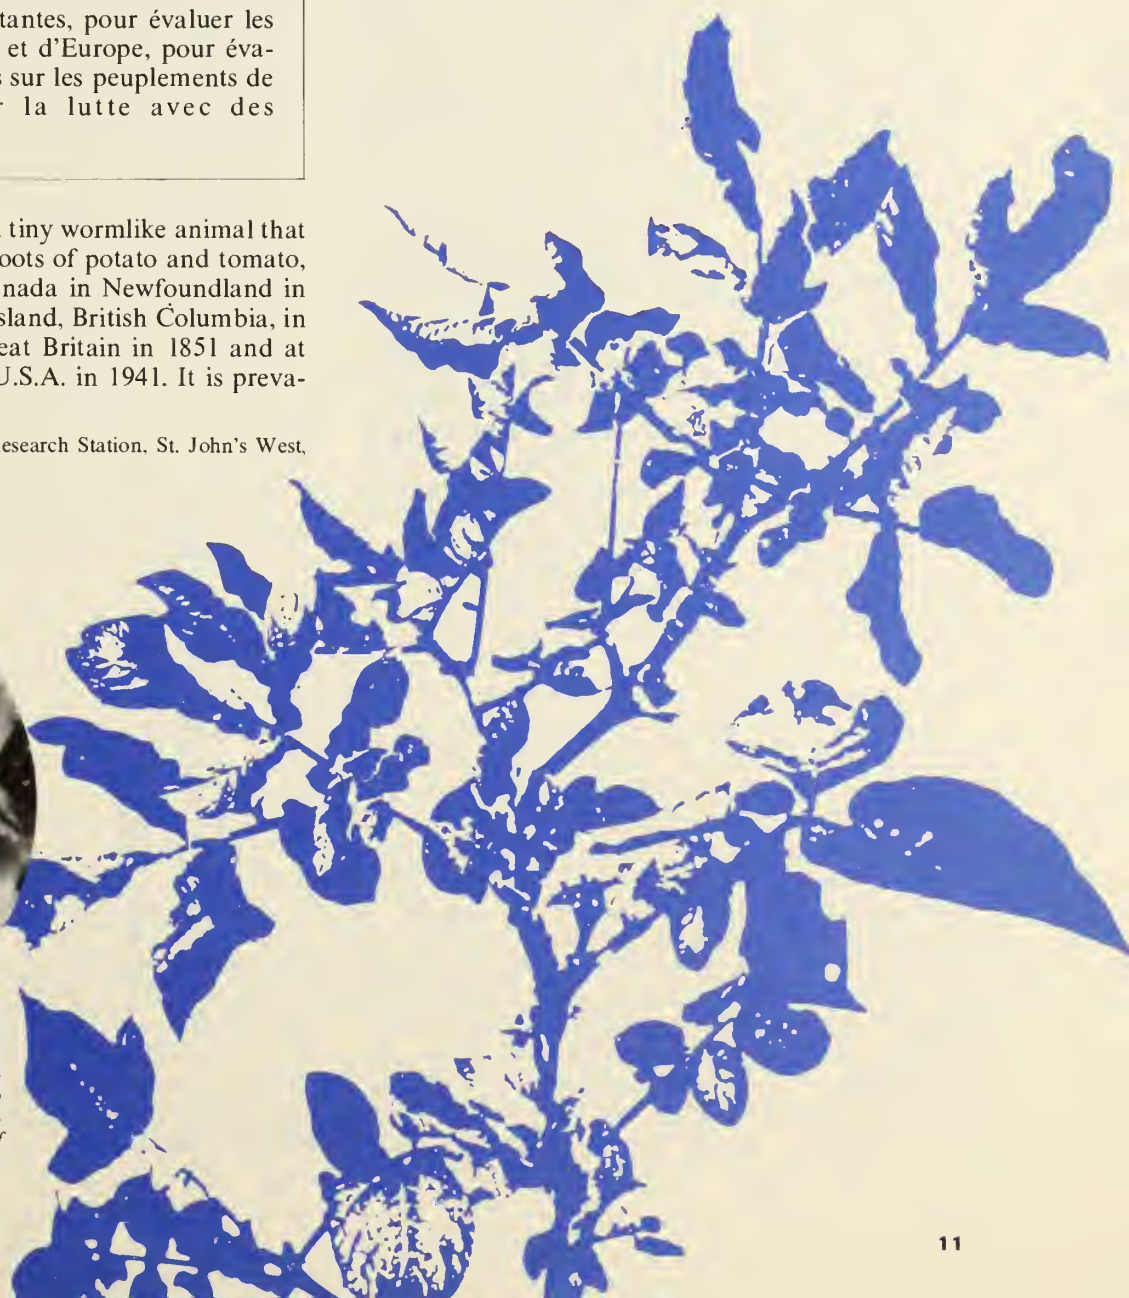 tantes, pour évaluer les
et d'Europe, pour éva-
s sur les peuplements de
r la lutte avec des
tiny wormlike animal that
oots of potato and tomato,
nada in Newfoundland in
sland, British Columbia, in
eat Britain in 1851 and at
U.S.A. in 1941. It is preva-
esearch Station, St. John's West,
11